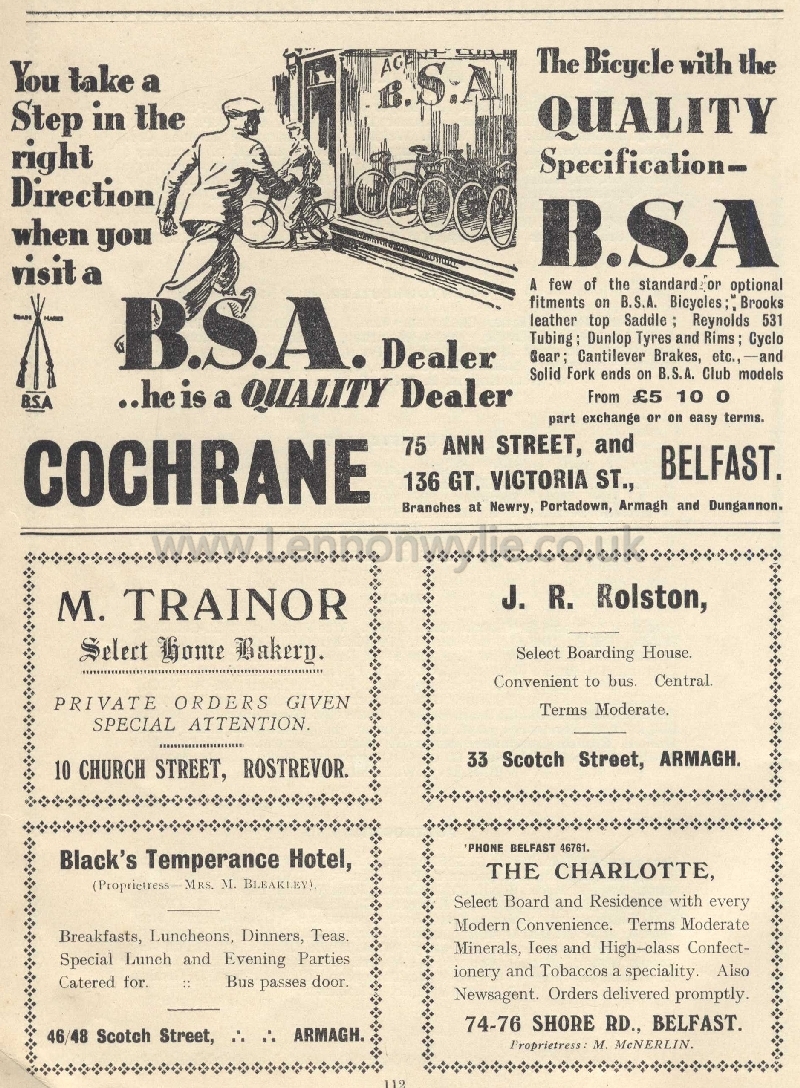 You take a
Step in the
right
Direction
when you
visit a
B.S.A. Dealer
..he is a QUALITY Dealer
TRADE MARKS
BSA
B.S.A
The Bicycle with the
QUALITY
Specification—
B.S.A
A few of the standard or optional
fitments on B.S.A. Bicycles; Brooks
leather top Saddle; Reynolds 531
Tubing; Dunlop Tyres and Rims; Cyclo
Gear; Cantilever Brakes, etc.,—and
Solid Fork ends on B.S.A. Club models
From £5 10 0
part exchange or on easy terms.
COCHRANE
75 ANN STREET, and
136 GT. VICTORIA ST.,
BELFAST.
Branches at Newry, Portadown, Armagh and Dungannon.
www.Lennonwylie.co.uk
M. TRAINOR
Select Home Bakery.
PRIVATE ORDERS GIVEN
SPECIAL ATTENTION.
10 CHURCH STREET, ROSTREVOR.
J. R. Rolston,
Select Boarding House.
Convenient to bus. Central.
Terms Moderate.
33 Scotch Street, ARMAGH.
Black's Temperance Hotel,
(Proprietress—MRS. M. BLEAKLEY).
Breakfasts, Luncheons, Dinners, Teas.
Special Lunch and Evening Parties
Catered for. :: Bus passes door.
46/48 Scotch Street, ∴ ∴ ARMAGH.
'PHONE BELFAST 46761.
THE CHARLOTTE,
Select Board and Residence with every
Modern Convenience. Terms Moderate
Minerals, Ices and High-class Confect-
ionery and Tobaccos a speciality. Also
Newsagent. Orders delivered promptly.
74-76 SHORE RD., BELFAST.
Proprietress: M. McNERLIN.
112